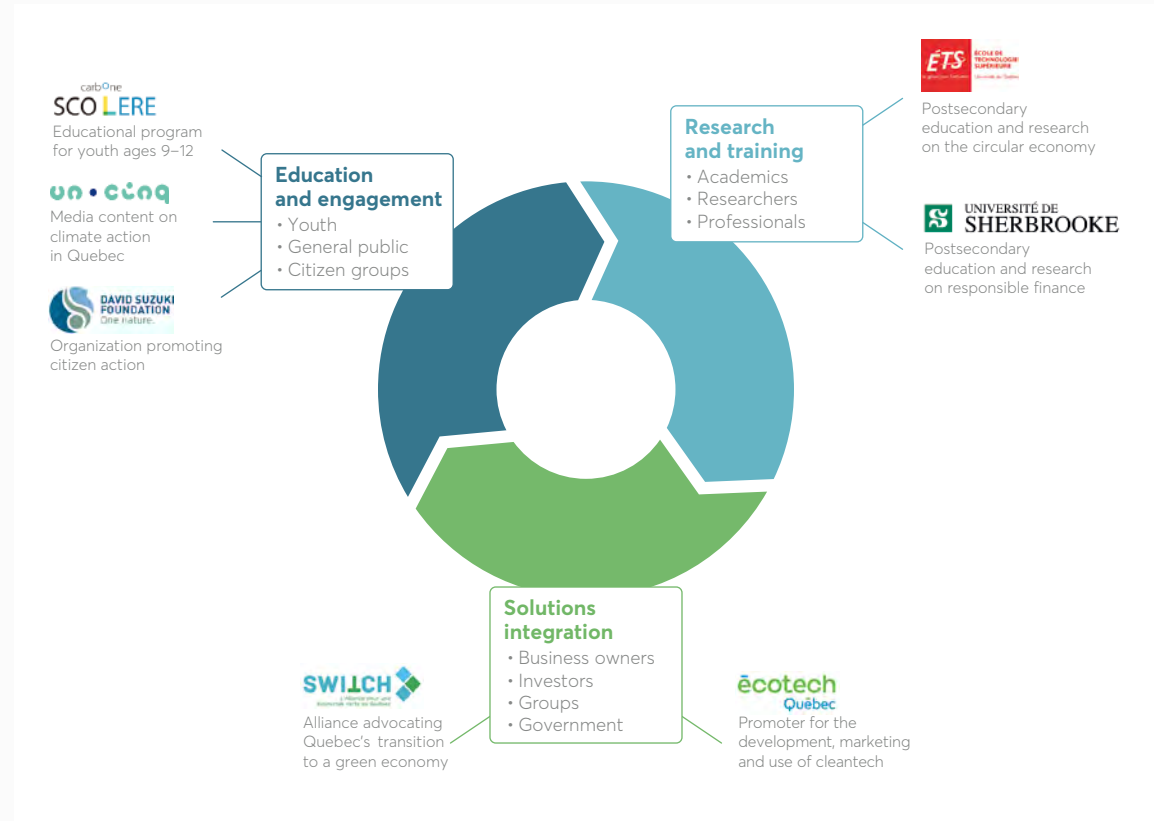 carbOne
SCOLERE
Educational program
for youth ages 9–12
un•cinq
Media content on
climate action
in Quebec
DAVID SUZUKI
FOUNDATION
One nature.
Organization promoting
citizen action
Education
and engagement
• Youth
• General public
• Citizen groups
Research
and training
• Academics
• Researchers
• Professionals
ÉTS
ÉCOLE DE
TECHNOLOGIE
SUPÉRIEURE
Université du Québec
Postsecondary
education and research
on the circular economy
UNIVERSITÉ DE
SHERBROOKE
Postsecondary
education and research
on responsible finance
Solutions
integration
• Business owners
• Investors
• Groups
• Government
SWITCH
Alliance advocating
Quebec's transition
to a green economy
écotech
Québec
Promoter for the
development, marketing
and use of cleantech